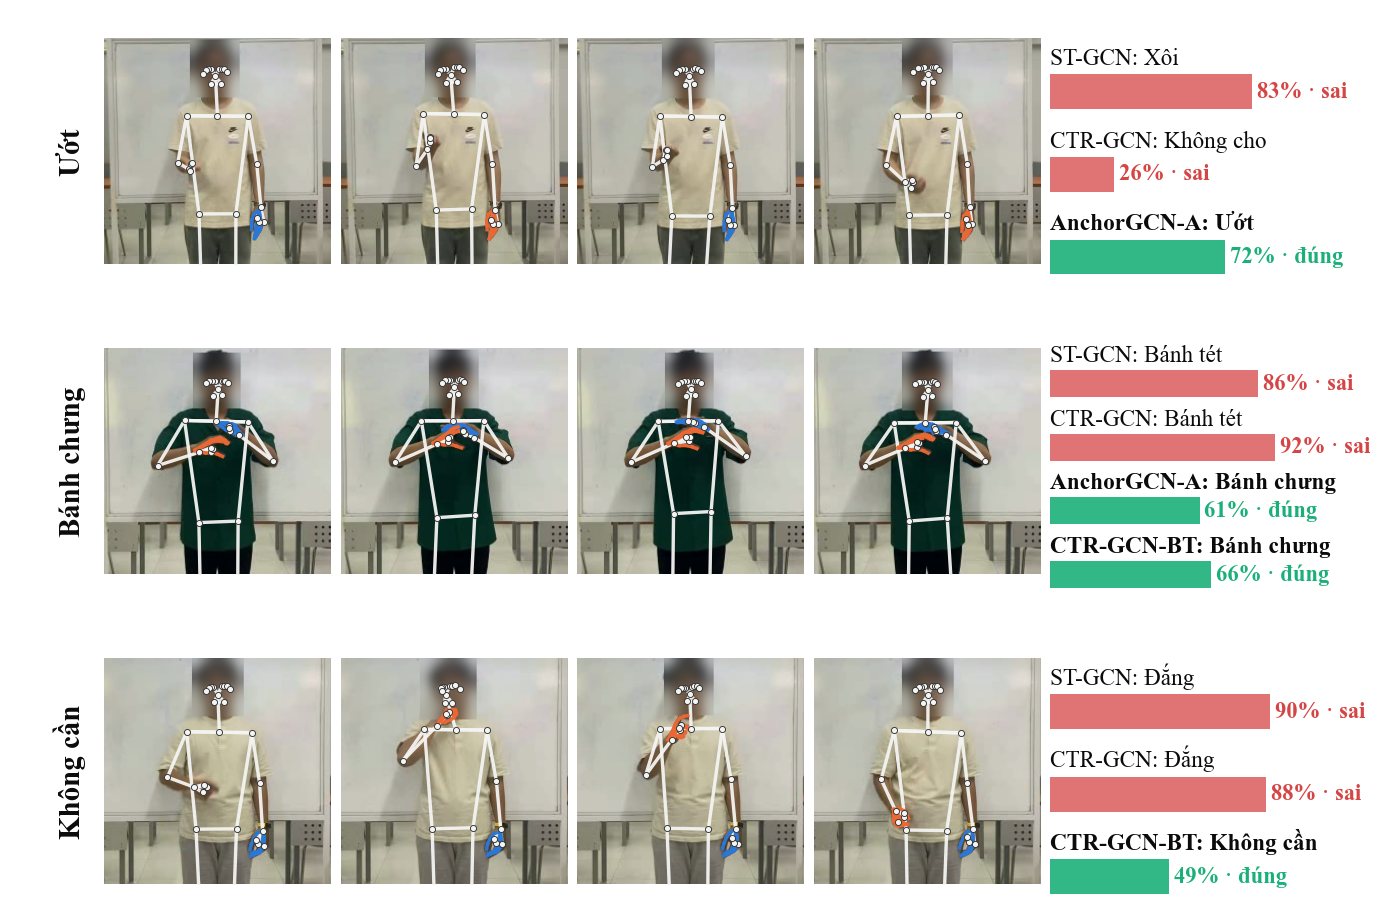 Ướt
ST-GCN: Xôi
83% · sai
CTR-GCN: Không cho
26% · sai
AnchorGCN-A: Ướt
72% · đúng
Bánh chưng
ST-GCN: Bánh tét
86% · sai
CTR-GCN: Bánh tét
92% · sai
AnchorGCN-A: Bánh chưng
61% · đúng
CTR-GCN-BT: Bánh chưng
66% · đúng
Không cần
ST-GCN: Đắng
90% · sai
CTR-GCN: Đắng
88% · sai
CTR-GCN-BT: Không cần
49% · đúng